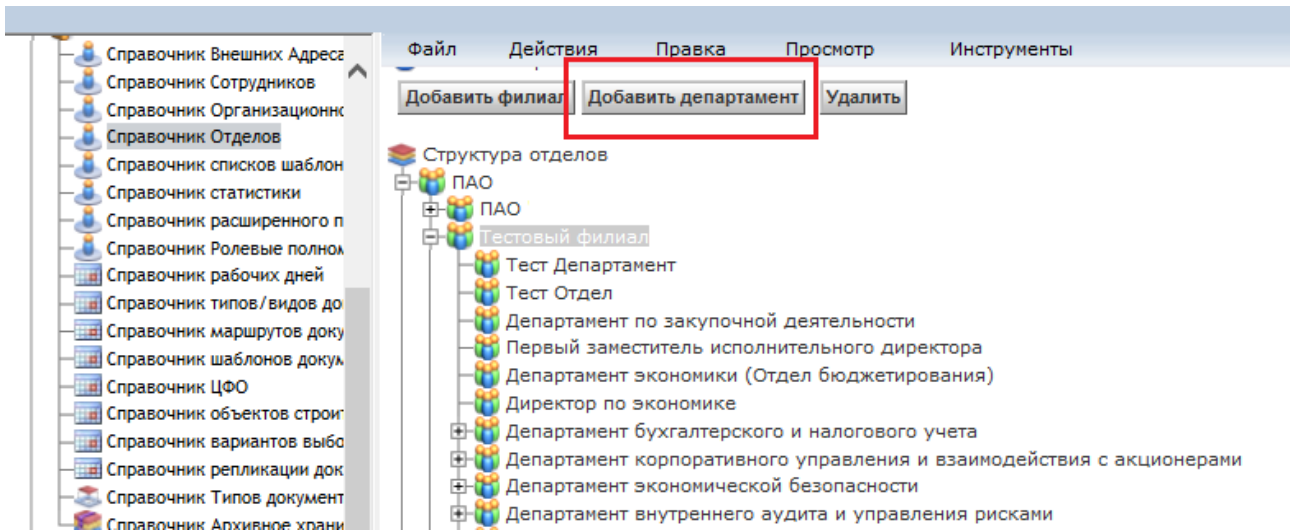 Справочник Внешних Адреса
Справочник Сотрудников
Справочник Организационно
Справочник Отделов
Справочник списков шаблон
Справочник статистики
Справочник расширенного п
Справочник Ролевые полном
Справочник рабочих дней
Справочник типов/видов до
Справочник маршрутов доку
Справочник шаблонов докум
Справочник ЦФО
Справочник объектов строит
Справочник вариантов выбо
Справочник репликации док
Справочник Типов документ
Справочник Архивное храни
Файл Действия Правка Просмотр Инструменты
Добавить филиал Добавить департамент Удалить
Структура отделов
ПАО
ПАО
Тестовый филиал
Тест Департамент
Тест Отдел
Департамент по закупочной деятельности
Первый заместитель исполнительного директора
Департамент экономики (Отдел бюджетирования)
Директор по экономике
Департамент бухгалтерского и налогового учета
Департамент корпоративного управления и взаимодействия с акционерами
Департамент экономической безопасности
Департамент внутреннего аудита и управления рисками